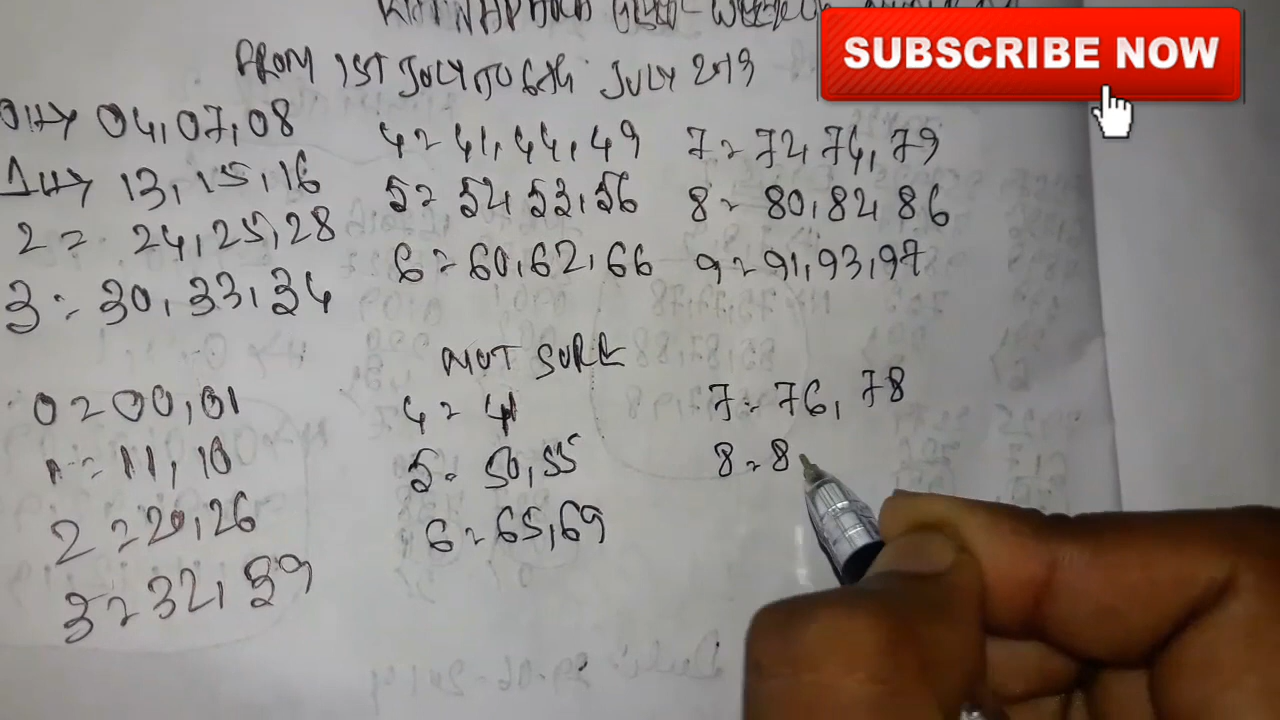 SUBSCRIBE NOW
FROM 1ST JULY TO 6TH JULY 2019
04,07,08
13,15,16
2 = 24,25,28
3 = 30,33,34
4 = 41,44,49
5 = 54,53,56
6 = 60,62,66
7 = 72,74,79
8 = 80,82,86
9 = 91,93,97
NOT SURE
0 = 00,01
1 = 11,10
2 = 20,26
3 = 32,39
4 = 41
5 = 50,55
6 = 65,69
7 = 76,78
8 = 8